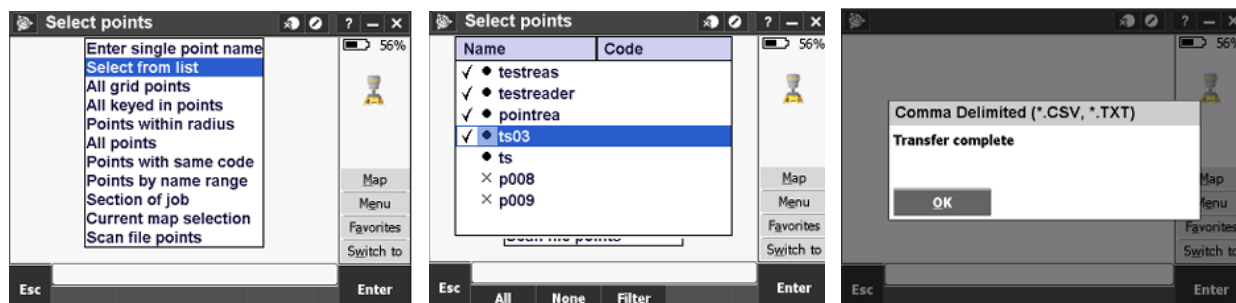 Select points
? – ×
Enter single point name
Select from list
All grid points
All keyed in points
Points within radius
All points
Points with same code
Points by name range
Section of job
Current map selection
Scan file points
56%
Map
Menu
Favorites
Switch to
Esc
Enter
Select points
? – ×
Name Code
testreas
testreader
pointrea
ts03
ts
p008
p009
Scan file points
56%
Map
Menu
Favorites
Switch to
Esc
All None Filter
Enter
? – ×
56%
Comma Delimited (*.CSV, *.TXT)
Transfer complete
OK
Map
Menu
Favorites
Switch to
Esc
Enter